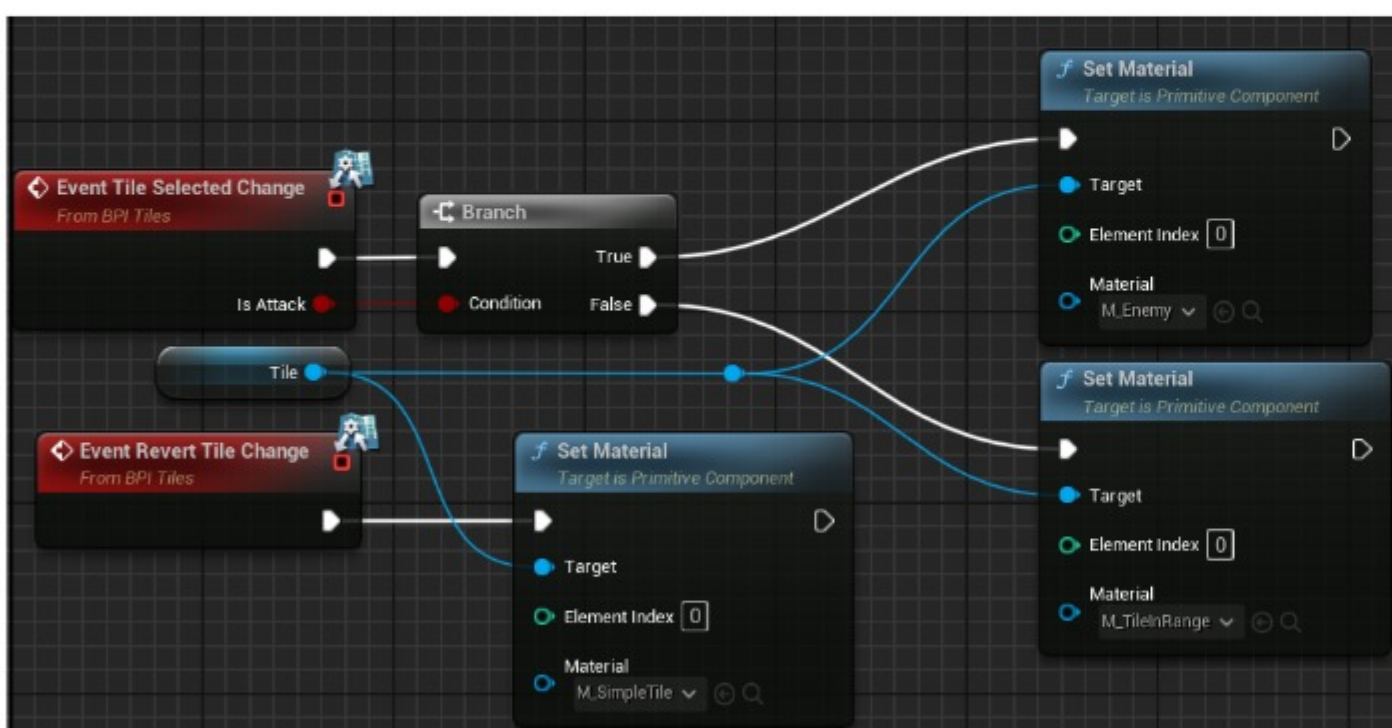 Set Material
Target is Primitive Component
Target
Element Index 0
Material
M_Enemy
Event Tile Selected Change
From BPI Tiles
Is Attack
Branch
True
Condition
False
Tile
Set Material
Target is Primitive Component
Target
Element Index 0
Material
M_TileInRange
Event Revert Tile Change
From BPI Tiles
Set Material
Target is Primitive Component
Target
Element Index 0
Material
M_SimpleTile